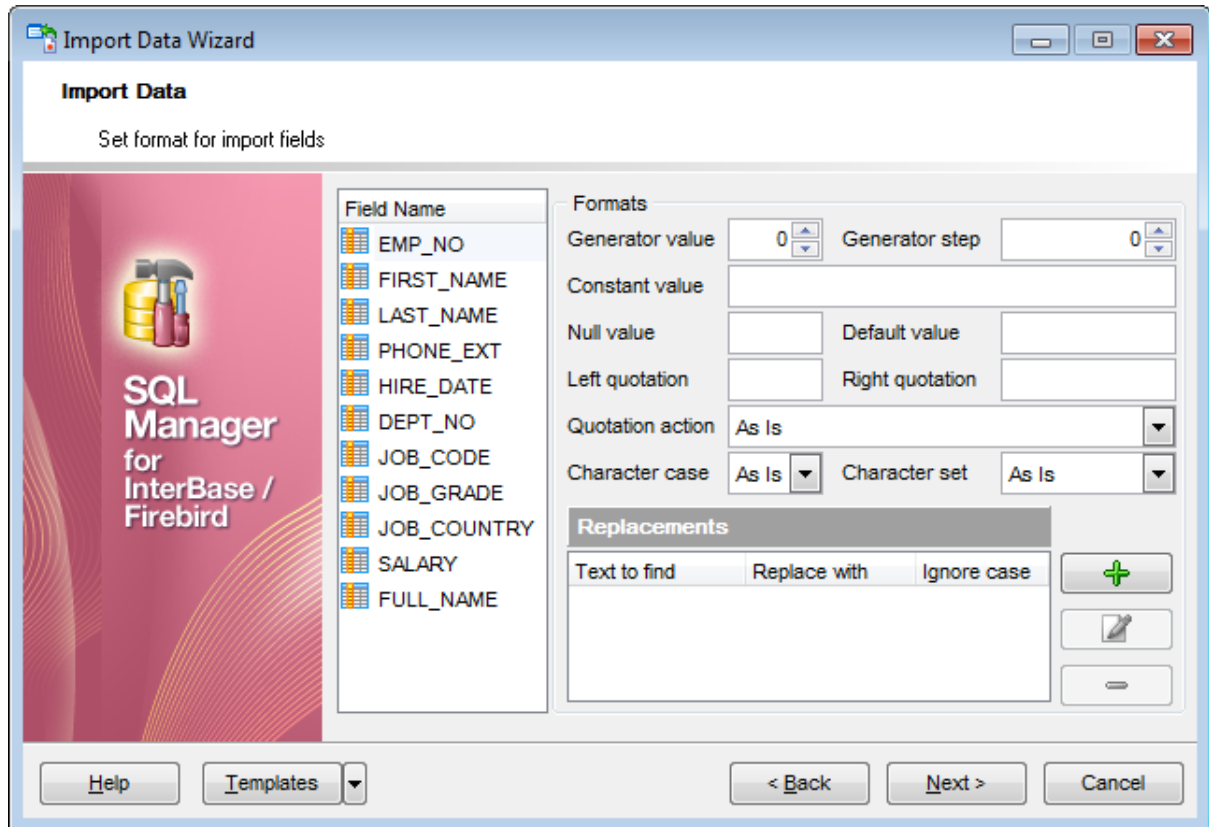 Import Data Wizard
Import Data
Set format for import fields
SQL
Manager
for
InterBase /
Firebird
Field Name
EMP_NO
FIRST_NAME
LAST_NAME
PHONE_EXT
HIRE_DATE
DEPT_NO
JOB_CODE
JOB_GRADE
JOB_COUNTRY
SALARY
FULL_NAME
Formats
Generator value 0 Generator step 0
Constant value
Null value Default value
Left quotation Right quotation
Quotation action As Is
Character case As Is Character set As Is
Replacements
Text to find Replace with Ignore case
Help Templates < Back Next > Cancel